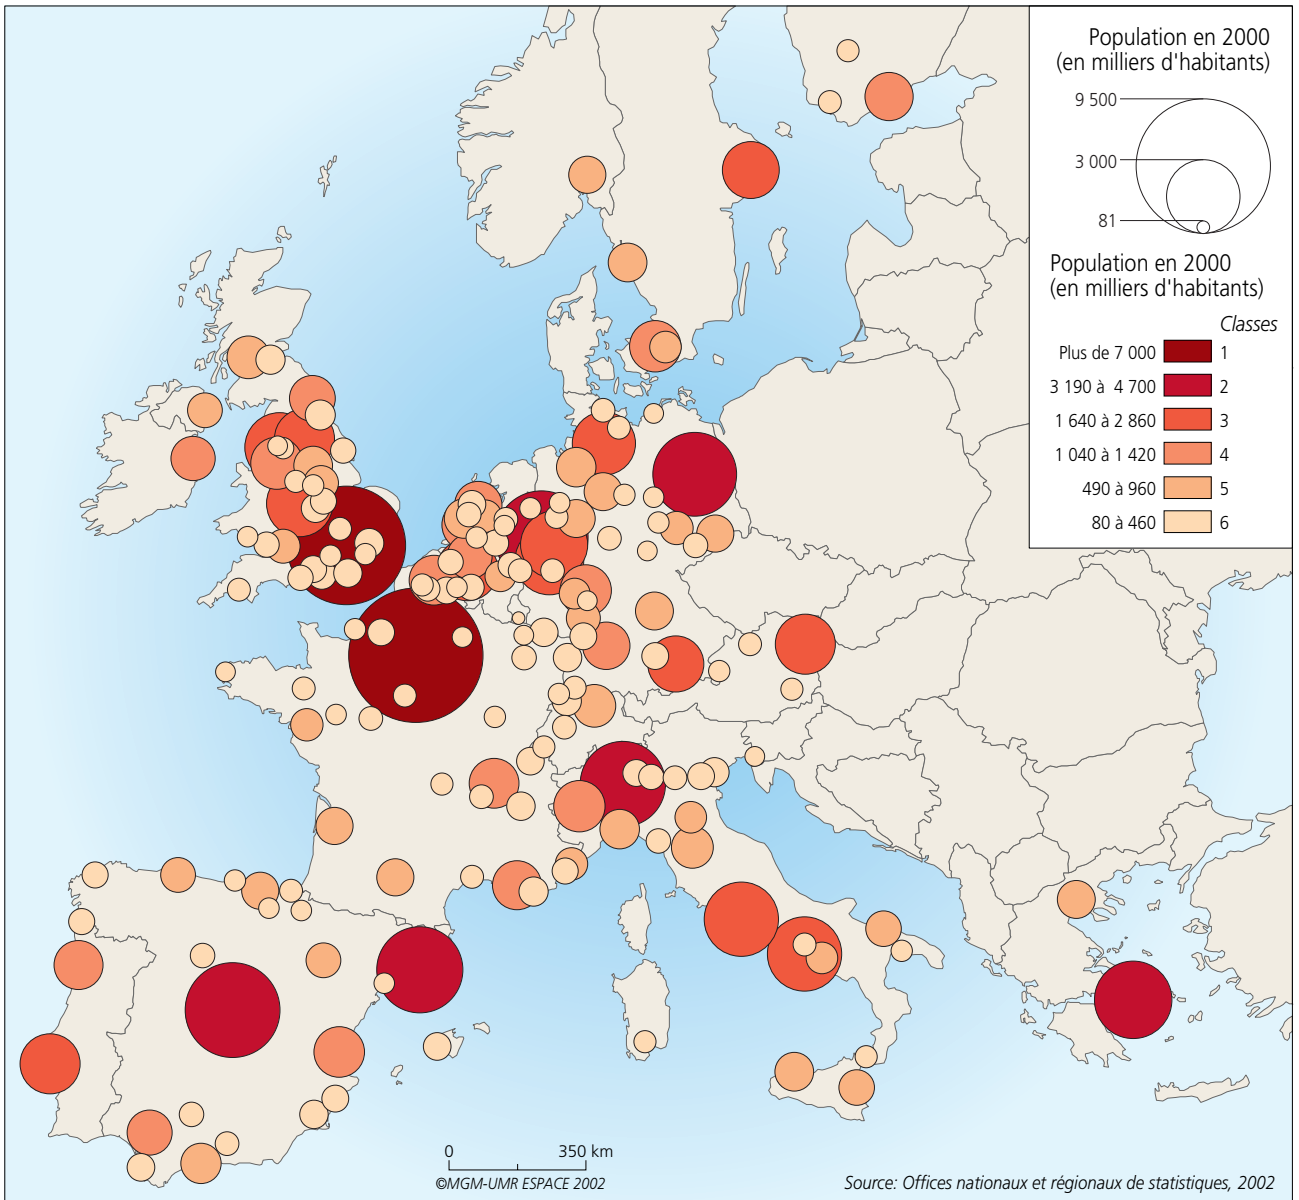 Population en 2000
(en milliers d'habitants)
9 500
3 000
81
Population en 2000
(en milliers d'habitants)
Classes
Plus de 7 000 1
3 190 à 4 700 2
1 640 à 2 860 3
1 040 à 1 420 4
490 à 960 5
80 à 460 6
0 350 km
©MGM-UMR ESPACE 2002
Source: Offices nationaux et régionaux de statistiques, 2002